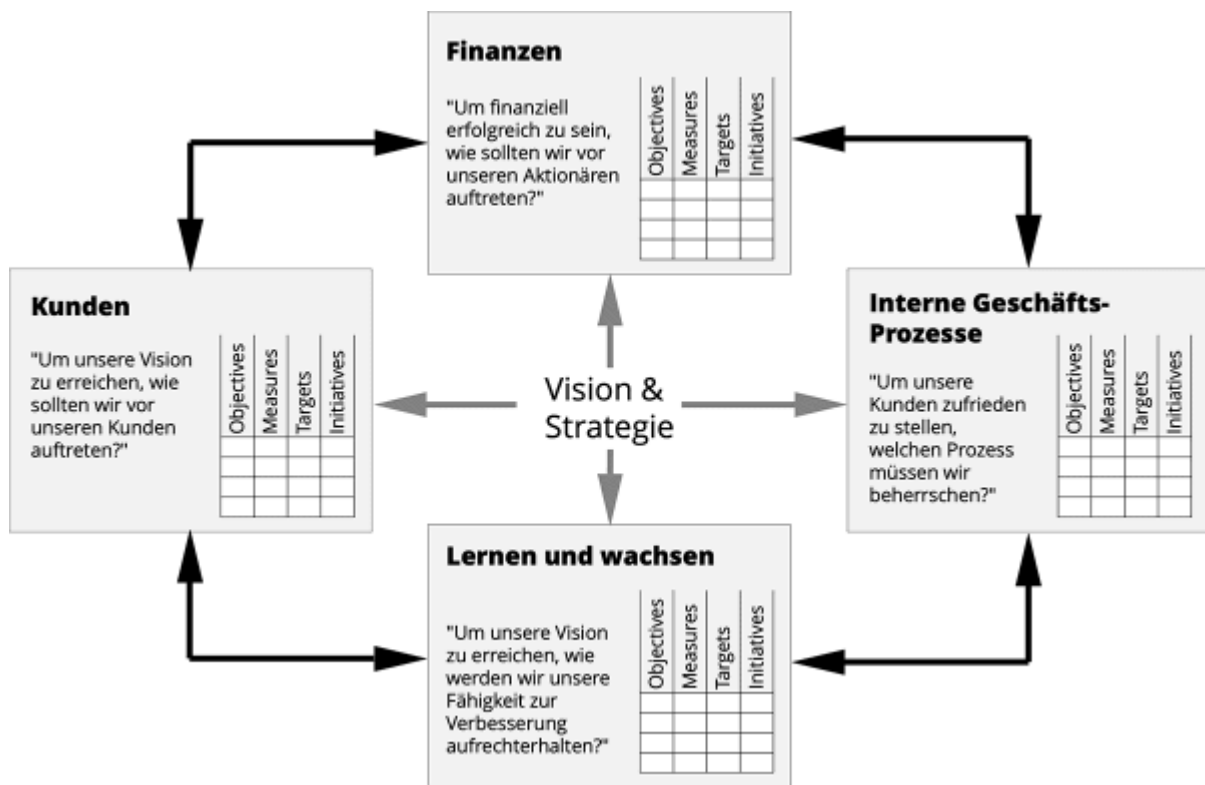 Finanzen
"Um finanziell
erfolgreich zu sein,
wie sollten wir vor
unseren Aktionären
auftreten?"
Objectives
Measures
Targets
Initiatives
Kunden
"Um unsere Vision
zu erreichen, wie
sollten wir vor
unseren Kunden
auftreten?"
Objectives
Measures
Targets
Initiatives
Vision &
Strategie
Interne Geschäfts-
Prozesse
"Um unsere
Kunden zufrieden
zu stellen,
welchen Prozess
müssen wir
beherrschen?"
Objectives
Measures
Targets
Initiatives
Lernen und wachsen
"Um unsere Vision
zu erreichen, wie
werden wir unsere
Fähigkeit zur
Verbesserung
aufrechterhalten?"
Objectives
Measures
Targets
Initiatives